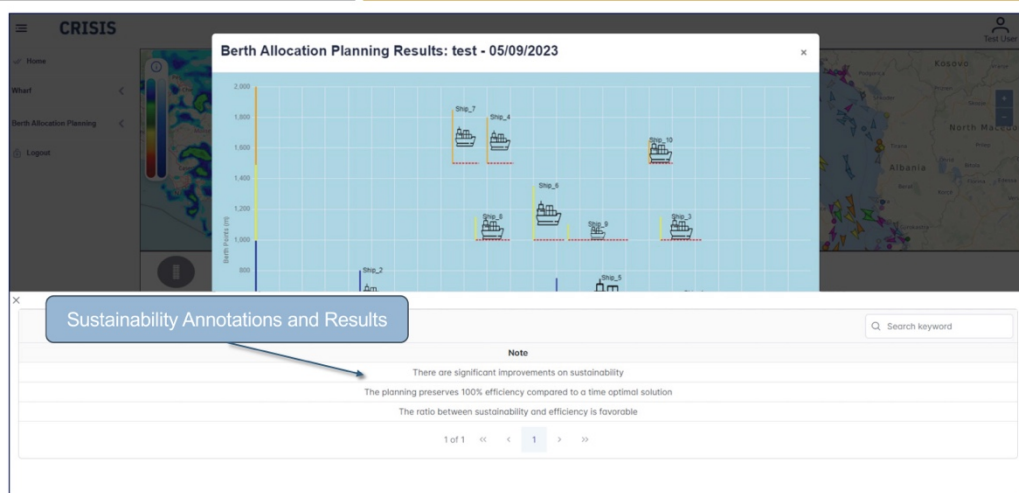 CRISIS
Test User
Home
Wharf
Berth Allocation Planning
Logout
Berth Allocation Planning Results: test - 05/09/2023
×
2,000
1,800
1,600
1,400
1,200
1,000
800
Berth Points (m)
Ship_7
Ship_4
Ship_10
Ship_6
Ship_8
Ship_9
Ship_3
Ship_2
Ship_5
Kosovo
North Macedo
Albania
Sustainability Annotations and Results
Search keyword
Note
There are significant improvements on sustainability
The planning preserves 100% efficiency compared to a time optimal solution
The ratio between sustainability and efficiency is favorable
1 of 1 << < 1 > >>